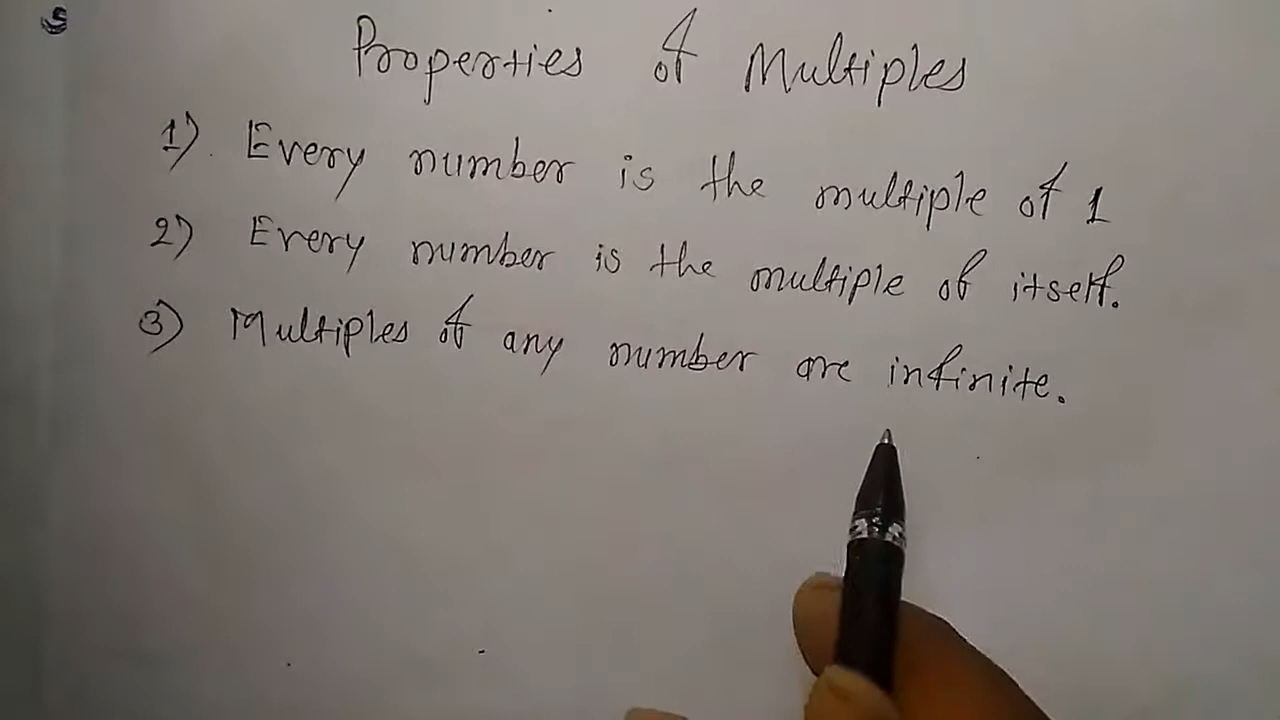 Properties of Multiples
1). Every number is the multiple of 1
2) Every number is the multiple of itself.
3) Multiples of any number are infinite.